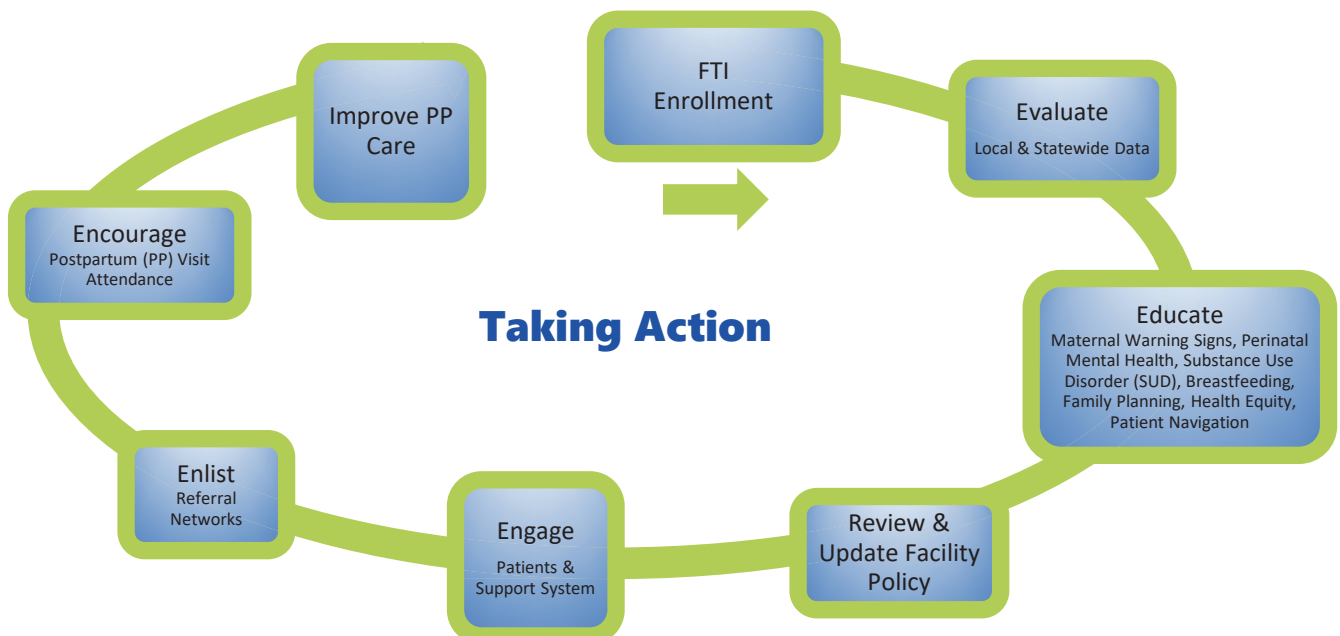 FTI
Enrollment
Evaluate
Local & Statewide Data
Educate
Maternal Warning Signs, Perinatal
Mental Health, Substance Use
Disorder (SUD), Breastfeeding,
Family Planning, Health Equity,
Patient Navigation
Review &
Update Facility
Policy
Engage
Patients &
Support System
Enlist
Referral
Networks
Encourage
Postpartum (PP) Visit
Attendance
Improve PP
Care
Taking Action